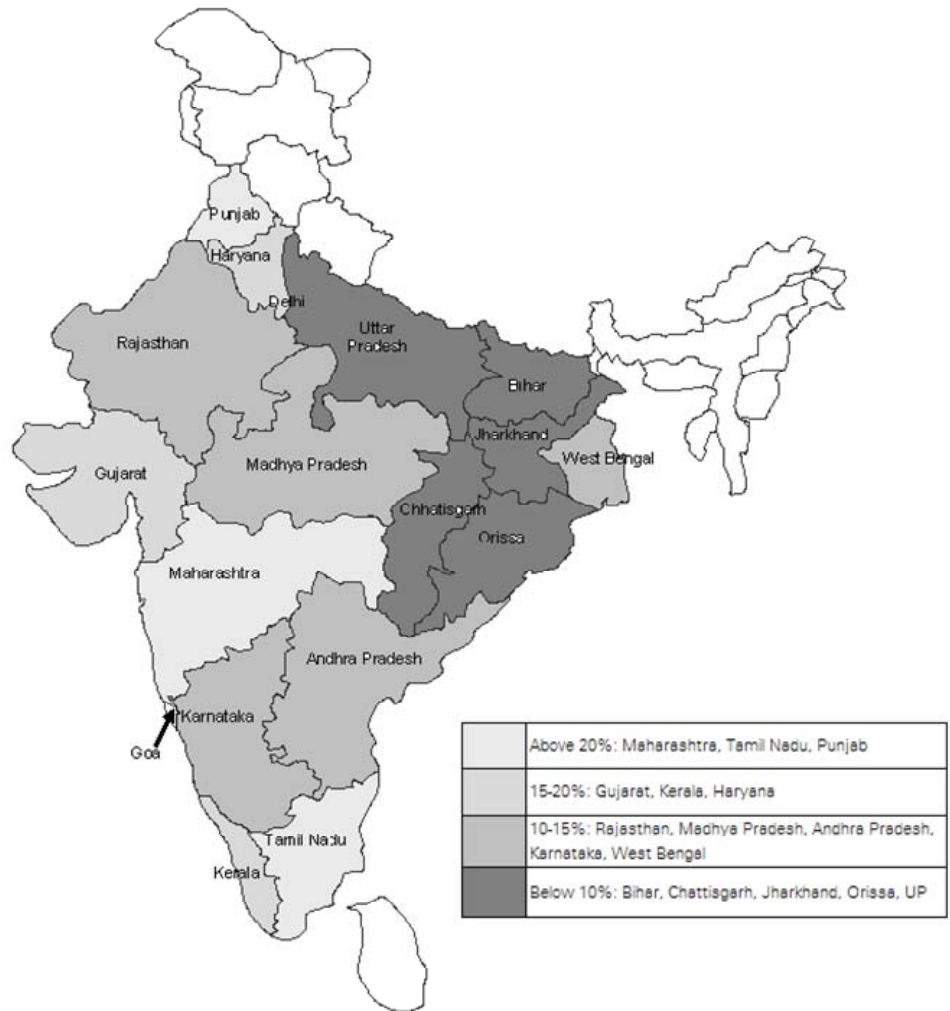 Punjab
Haryana
Delhi
Uttar
Pradesh
Rajasthan
Bihar
Jharkhand
West Bengal
Madhya Pradesh
Gujarat
Chhatisgarh
Orissa
Maharashtra
Andhra Pradesh
Karnataka
Goa
Tamil Nadu
Kerala
Above 20%: Maharashtra, Tamil Nadu, Punjab
15-20%: Gujarat, Kerala, Haryana
10-15%: Rajasthan, Madhya Pradesh, Andhra Pradesh,
Karnataka, West Bengal
Below 10%: Bihar, Chattisgarh, Jharkhand, Orissa, UP